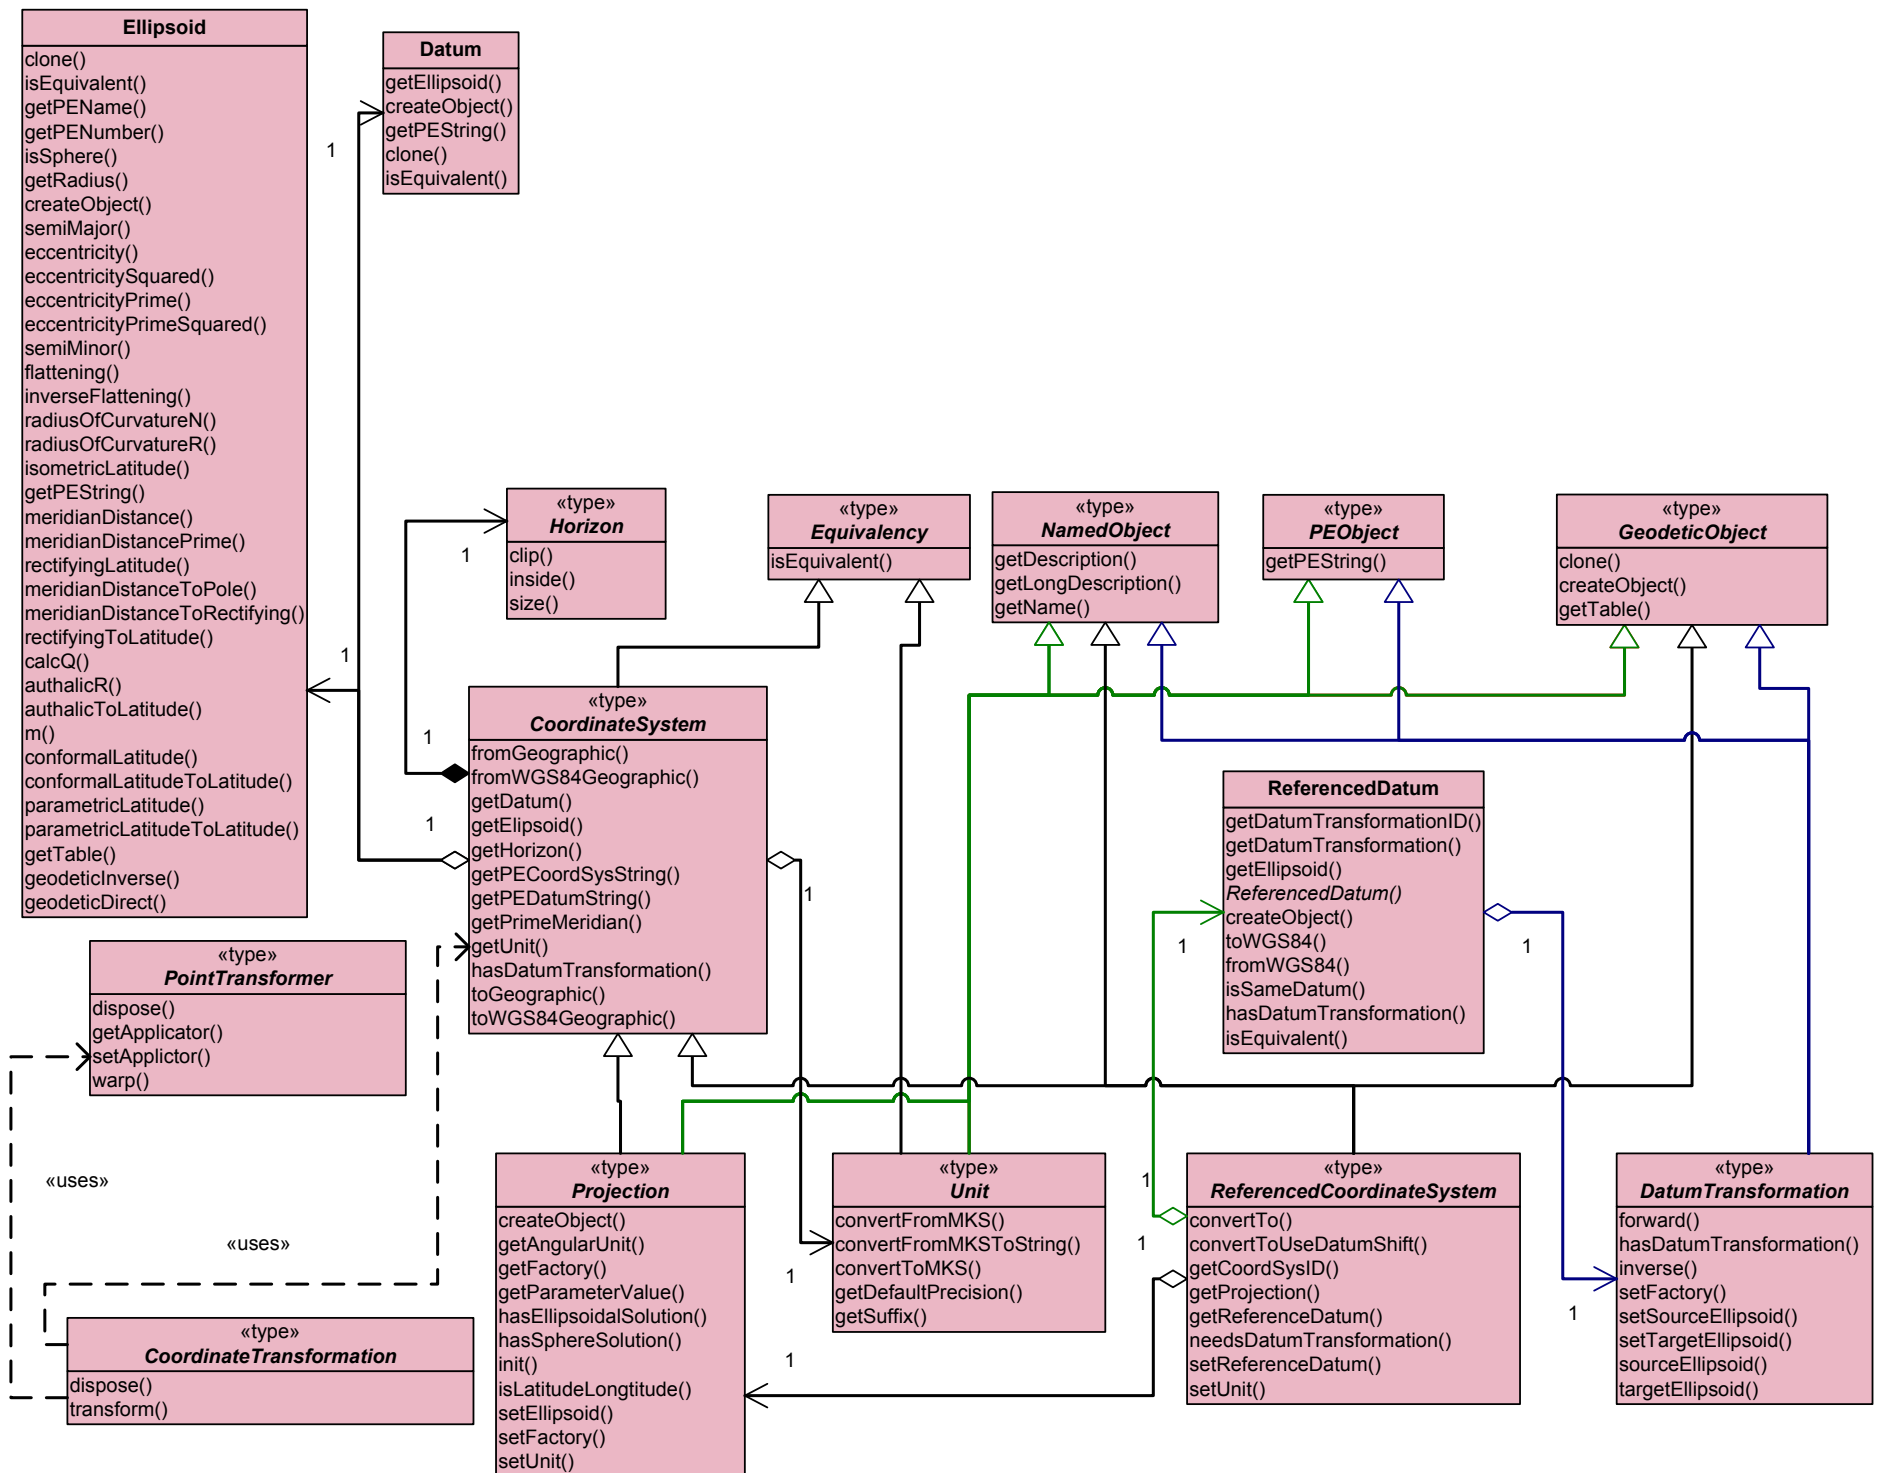 Ellipsoid
clone()
isEquivalent()
getPEName()
getPENumber()
isSphere()
getRadius()
createObject()
semiMajor()
eccentricity()
eccentricitySquared()
eccentricityPrime()
eccentricityPrimeSquared()
semiMinor()
flattening()
inverseFlattening()
radiusOfCurvatureN()
radiusOfCurvatureR()
isometricLatitude()
getPEString()
meridianDistance()
meridianDistancePrime()
rectifyingLatitude()
meridianDistanceToPole()
meridianDistanceToRectifying()
rectifyingToLatitude()
calcQ()
authalicR()
authalicToLatitude()
m()
conformalLatitude()
conformalLatitudeToLatitude()
parametricLatitude()
parametricLatitudeToLatitude()
getTable()
geodeticInverse()
geodeticDirect()
Datum
getEllipsoid()
createObject()
getPEString()
clone()
isEquivalent()
1
1
«type»
Horizon
clip()
inside()
size()
1
1
1
«type»
Equivalency
isEquivalent()
«type»
NamedObject
getDescription()
getLongDescription()
getName()
«type»
PEObject
getPEString()
«type»
GeodeticObject
clone()
createObject()
getTable()
«type»
CoordinateSystem
fromGeographic()
fromWGS84Geographic()
getDatum()
getElipsoid()
getHorizon()
getPECoordSysString()
getPEDatumString()
getPrimeMeridian()
getUnit()
hasDatumTransformation()
toGeographic()
toWGS84Geographic()
1
ReferencedDatum
getDatumTransformationID()
getDatumTransformation()
getEllipsoid()
ReferencedDatum()
createObject()
toWGS84()
fromWGS84()
isSameDatum()
hasDatumTransformation()
isEquivalent()
1
1
«type»
PointTransformer
dispose()
getApplicator()
setApplictor()
warp()
«uses»
«uses»
«type»
CoordinateTransformation
dispose()
transform()
«type»
Projection
createObject()
getAngularUnit()
getFactory()
getParameterValue()
hasEllipsoidalSolution()
hasSphereSolution()
init()
isLatitudeLongtitude()
setEllipsoid()
setFactory()
setUnit()
1
1
«type»
Unit
convertFromMKS()
convertFromMKSToString()
convertToMKS()
getDefaultPrecision()
getSuffix()
1
1
«type»
ReferencedCoordinateSystem
convertTo()
convertToUseDatumShift()
getCoordSysID()
getProjection()
getReferenceDatum()
needsDatumTransformation()
setReferenceDatum()
setUnit()
1
«type»
DatumTransformation
forward()
hasDatumTransformation()
inverse()
setFactory()
setSourceEllipsoid()
setTargetEllipsoid()
sourceEllipsoid()
targetEllipsoid()